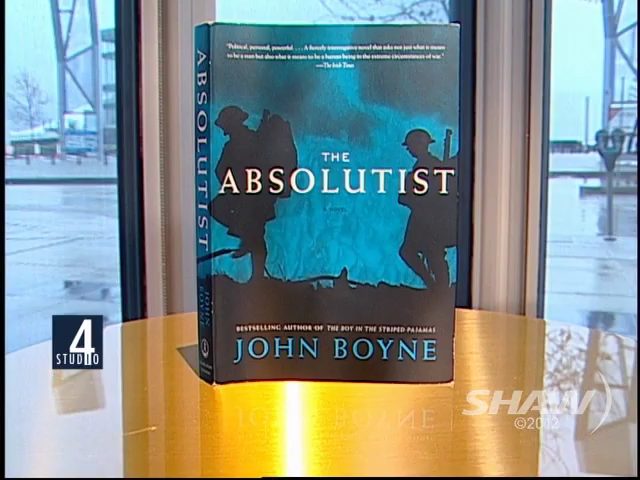 "Political, personal, powerful. . . . A fiercely interrogative novel that asks not just what it means
to be a man but also what it means to be a human being in the extreme circumstances of war."
—The Irish Times
THE
ABSOLUTIST
A NOVEL
BESTSELLING AUTHOR OF THE BOY IN THE STRIPED PAJAMAS
JOHN BOYNE
ABSOLUTIST
JOHN
BOYNE
4
STUDIO
SHAW)
©2012